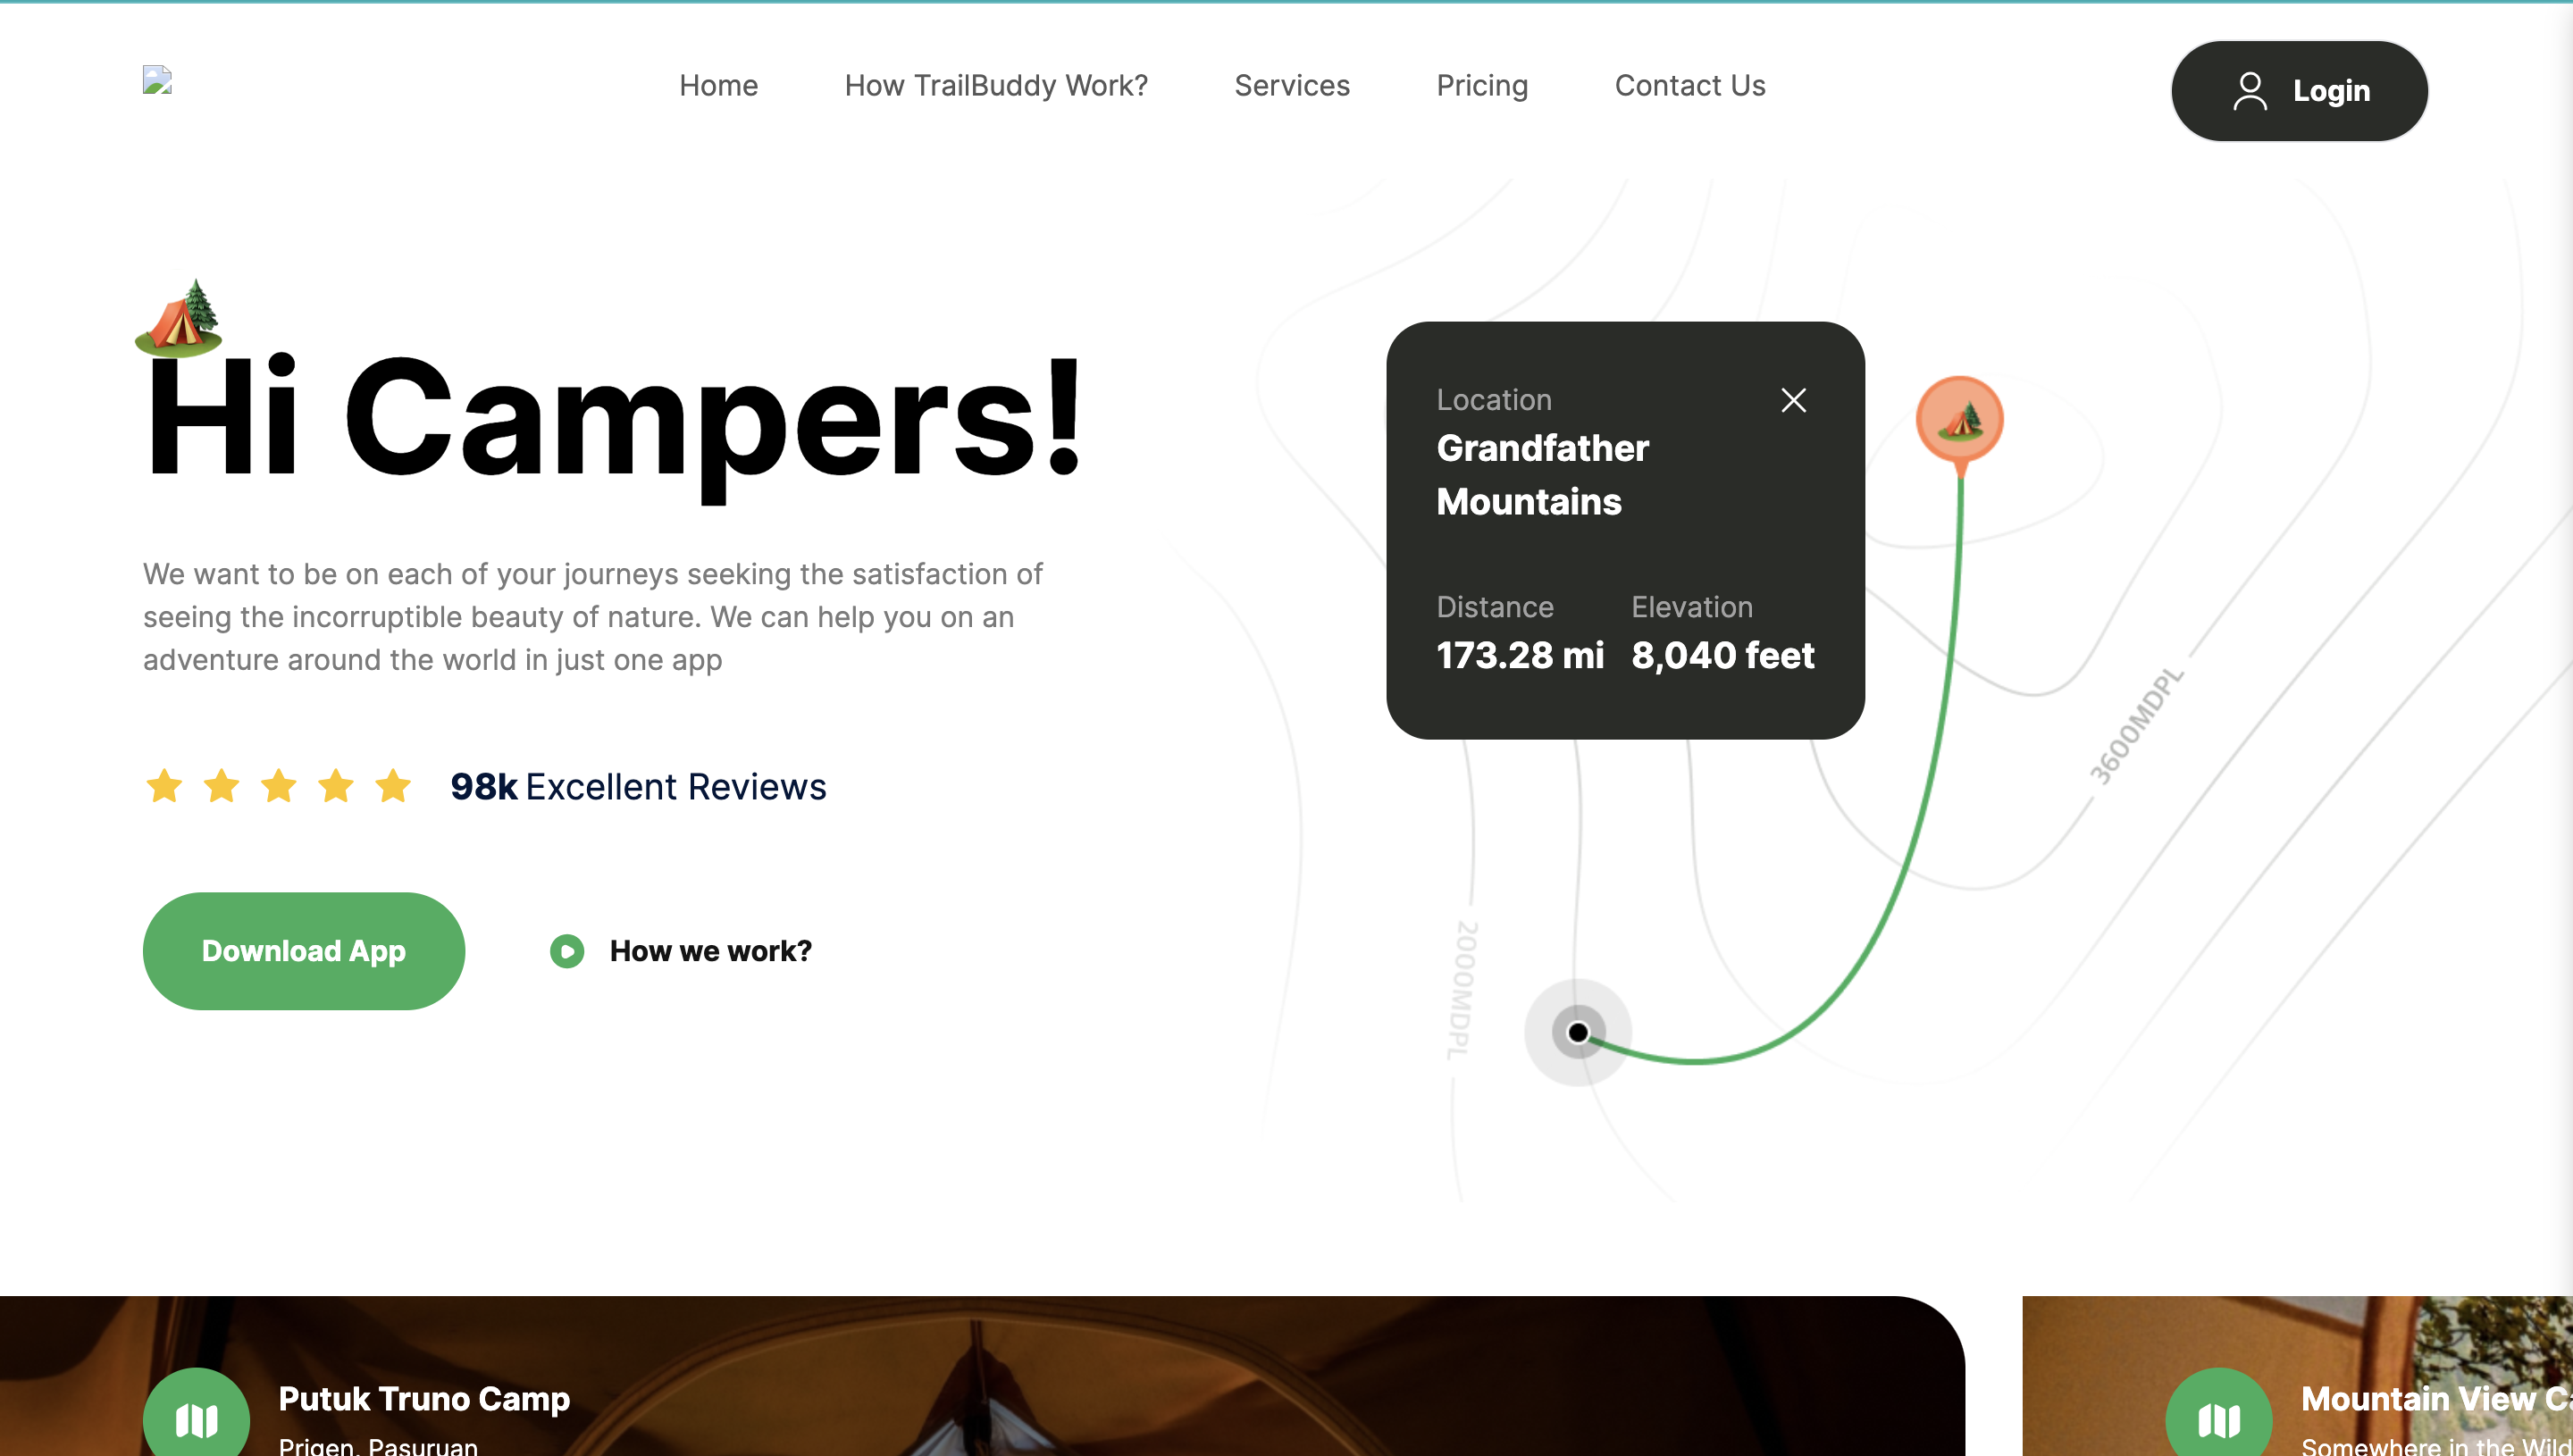 Home
How TrailBuddy Work?
Services
Pricing
Contact Us
Login
Hi Campers!
We want to be on each of your journeys seeking the satisfaction of
seeing the incorruptible beauty of nature. We can help you on an
adventure around the world in just one app
98k Excellent Reviews
Download App
How we work?
Location
Grandfather
Mountains
Distance
Elevation
173.28 mi
8,040 feet
3600MDPL
2000MDPL
Putuk Truno Camp
Prigen, Pasuruan
Mountain View
Somewhere in the Wild